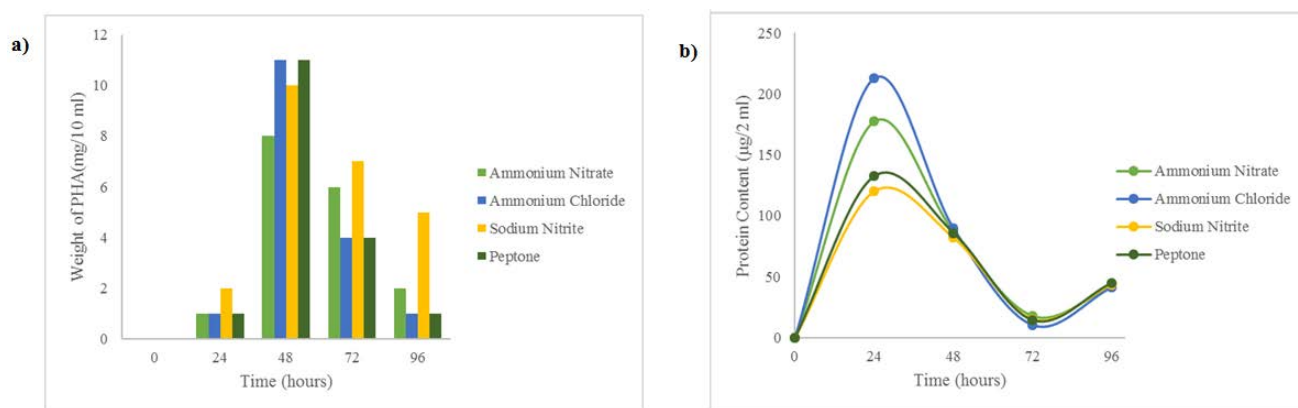 a)
Weight of PHA(mg/10 ml)
12
10
8
6
4
2
0
0 24 48 72 96
Time (hours)
Ammonium Nitrate
Ammonium Chloride
Sodium Nitrite
Peptone
b)
Protein Content (µg/2 ml)
250
200
150
100
50
0
0 24 48 72 96
Time (hours)
Ammonium Nitrate
Ammonium Chloride
Sodium Nitrite
Peptone